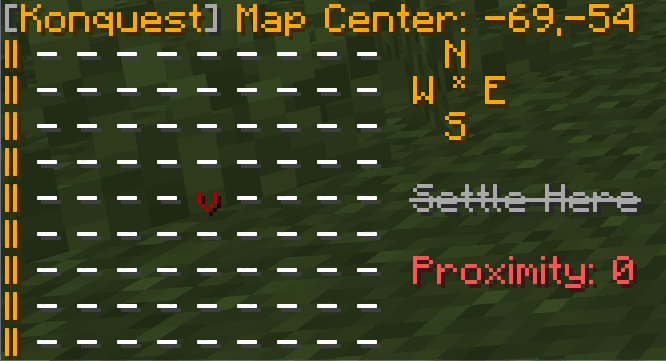 [Konquest] Map Center: -69,-54
|| - - - - - - - - - N
|| - - - - - - - - - W * E
|| - - - - - - - - - S
|| - - - - - - - - -
|| - - - - v - - - - Settle Here
|| - - - - - - - - -
|| - - - - - - - - - Proximity: 0
|| - - - - - - - - -
|| - - - - - - - - -